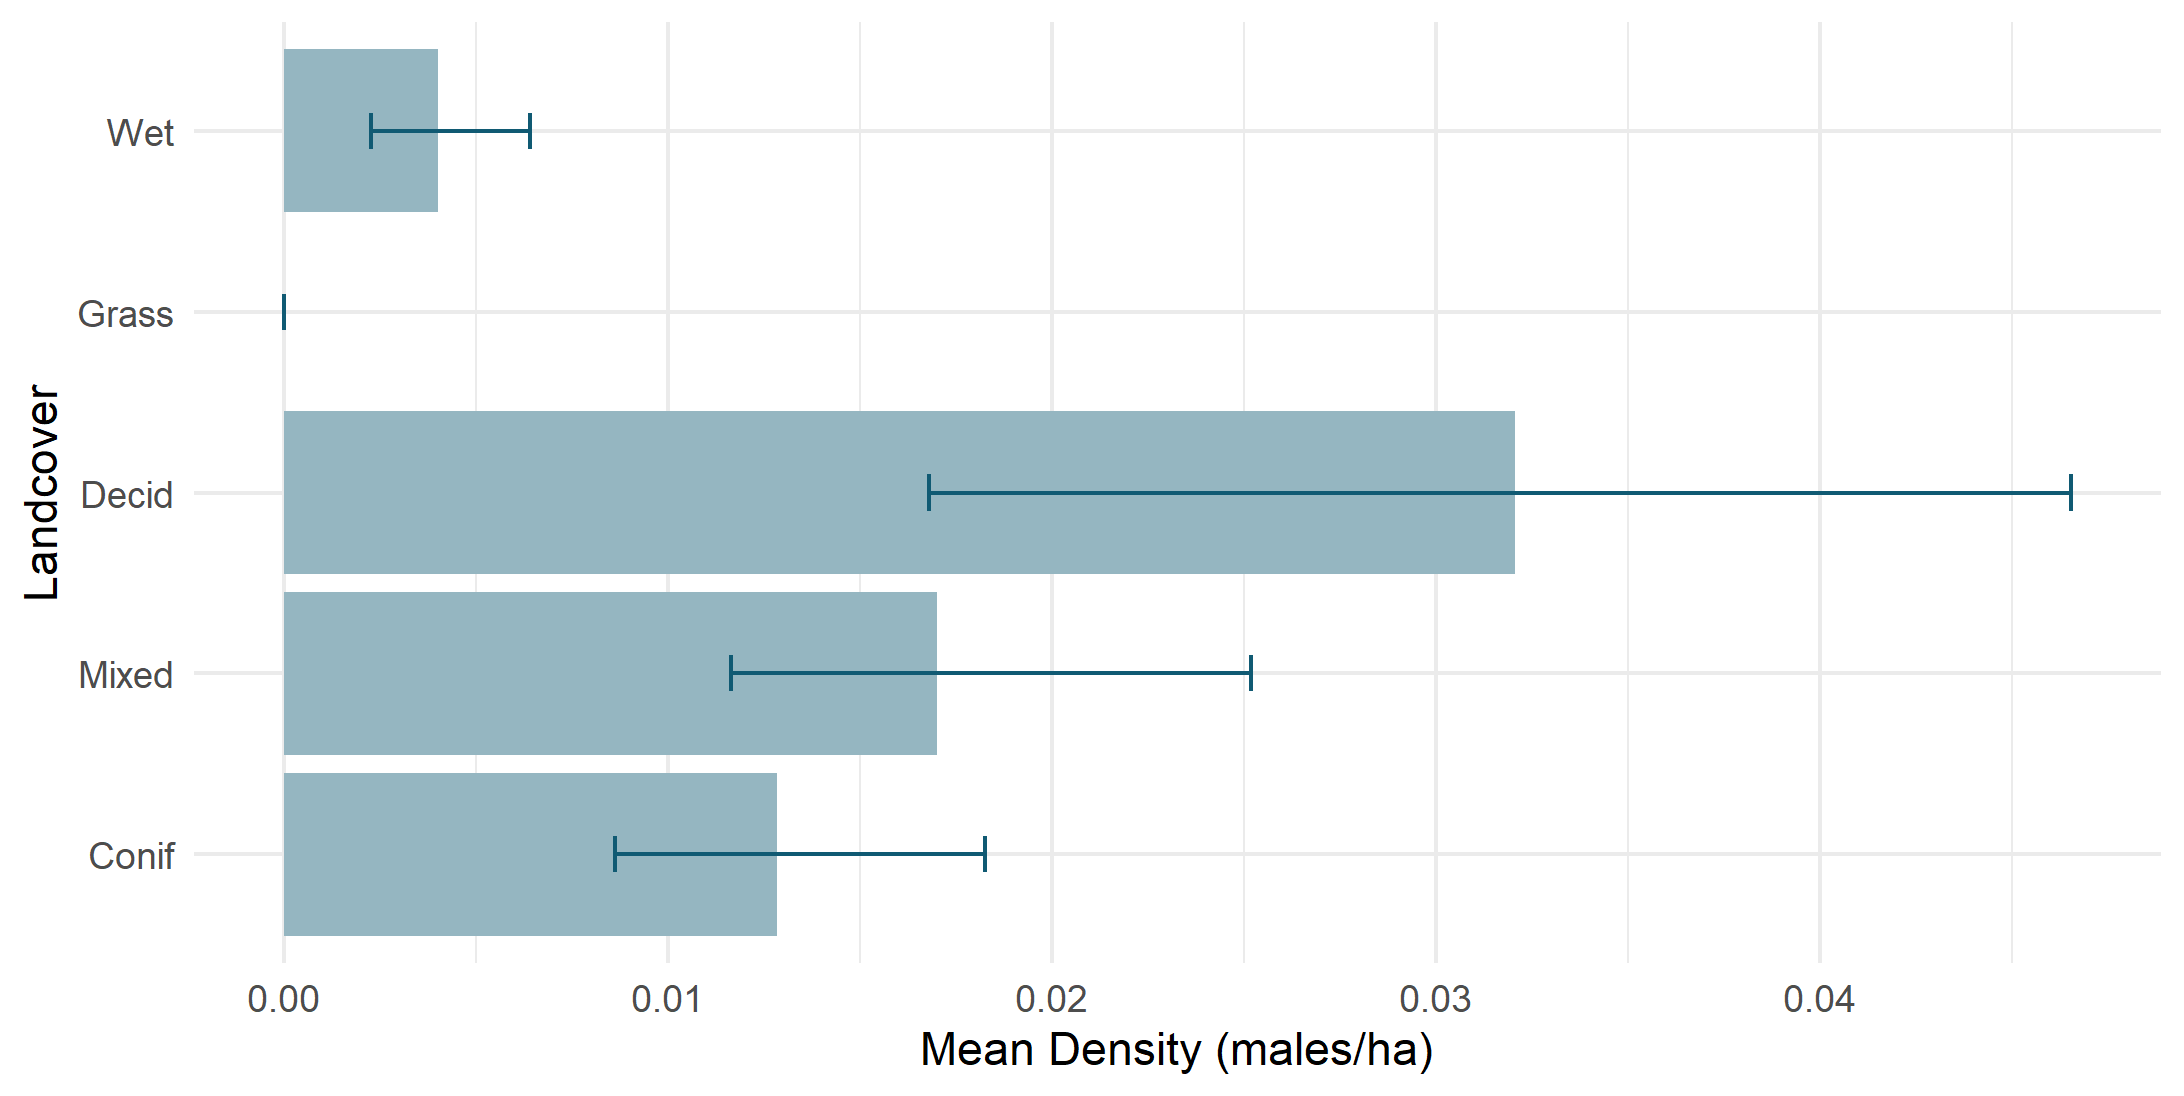 Landcover
Wet
Grass
Decid
Mixed
Conif
0.00 0.01 0.02 0.03 0.04
Mean Density (males/ha)